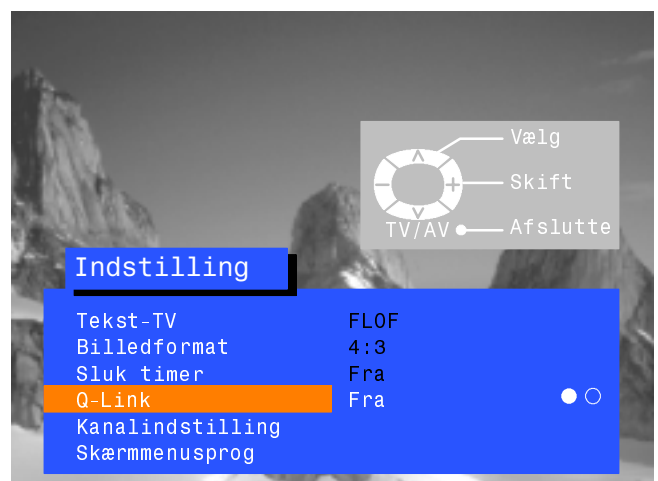 Vælg
Skift
TV/AV Afslutte
Indstilling
Tekst-TV FLOF
Billedformat 4:3
Sluk timer Fra
Q-Link Fra
Kanalindstilling
Skærmmenusprog